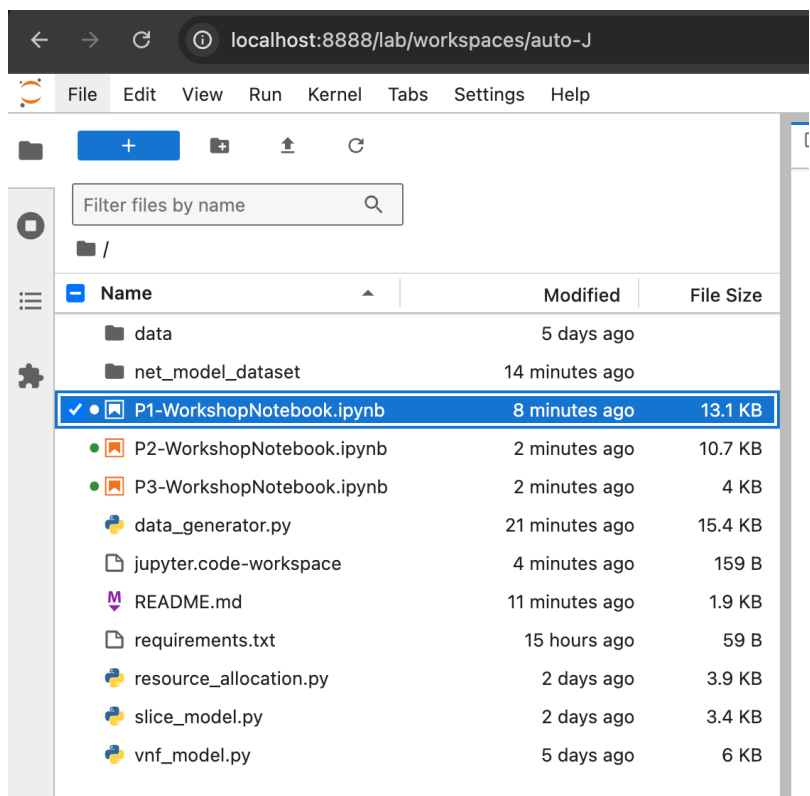 localhost:8888/lab/workspaces/auto-J
File Edit View Run Kernel Tabs Settings Help
Filter files by name
/
Name Modified File Size
data 5 days ago
net_model_dataset 14 minutes ago
P1-WorkshopNotebook.ipynb 8 minutes ago 13.1 KB
P2-WorkshopNotebook.ipynb 2 minutes ago 10.7 KB
P3-WorkshopNotebook.ipynb 2 minutes ago 4 KB
data_generator.py 21 minutes ago 15.4 KB
jupyter.code-workspace 4 minutes ago 159 B
M README.md 11 minutes ago 1.9 KB
requirements.txt 15 hours ago 59 B
resource_allocation.py 2 days ago 3.9 KB
slice_model.py 2 days ago 3.4 KB
vnf_model.py 5 days ago 6 KB